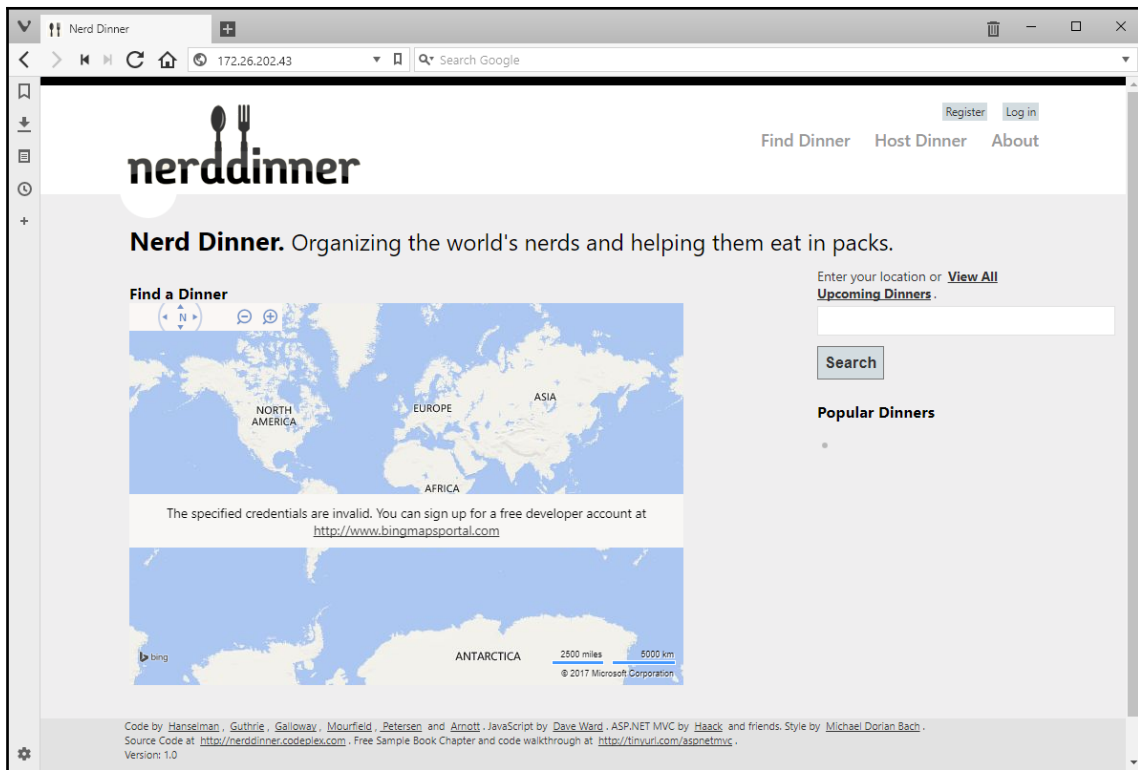 Nerd Dinner
172.26.202.43
Search Google
Register Log in
nerddinner
Find Dinner Host Dinner About
Nerd Dinner. Organizing the world's nerds and helping them eat in packs.
Enter your location or View All
Upcoming Dinners .
Find a Dinner
N
Search
Popular Dinners
NORTH
AMERICA
EUROPE
ASIA
AFRICA
The specified credentials are invalid. You can sign up for a free developer account at
http://www.bingmapsportal.com
ANTARCTICA
bing
2500 miles 5000 km
© 2017 Microsoft Corporation
Code by Hanselman , Guthrie , Galloway , Mourfield , Petersen and Arnott . JavaScript by Dave Ward . ASP.NET MVC by Haack and friends. Style by Michael Dorian Bach .
Source Code at http://nerddinner.codeplex.com . Free Sample Book Chapter and code walkthrough at http://tinyurl.com/aspnetmvc .
Version: 1.0